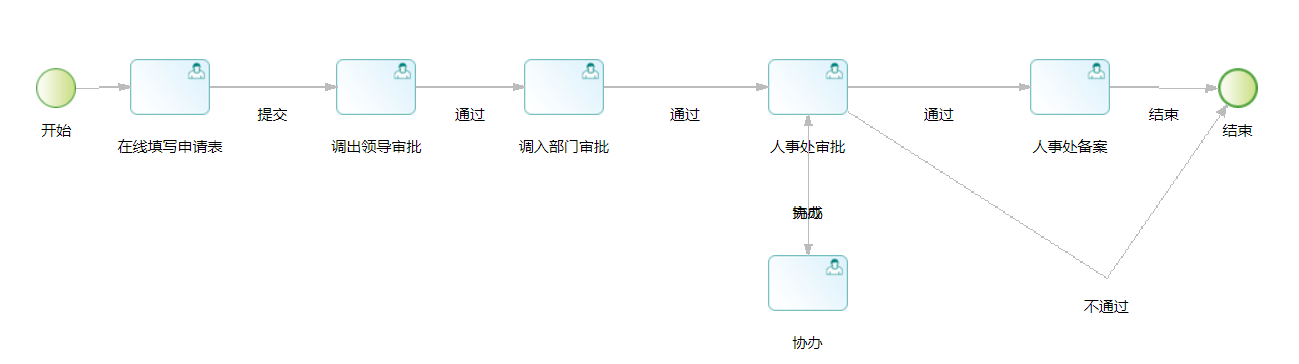 开始
在线填写申请表
提交
调出领导审批
通过
调入部门审批
通过
人事处审批
通过
人事处备案
结束
结束
不通过
协办